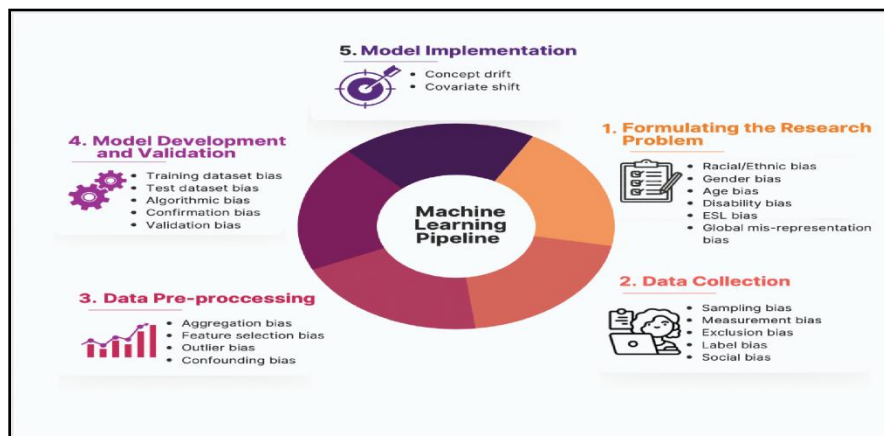 5. Model Implementation
• Concept drift
• Covariate shift
1. Formulating the Research
Problem
• Racial/Ethnic bias
• Gender bias
• Age bias
• Disability bias
• ESL bias
• Global mis-representation
bias
2. Data Collection
• Sampling bias
• Measurement bias
• Exclusion bias
• Label bias
• Social bias
3. Data Pre-proccessing
• Aggregation bias
• Feature selection bias
• Outlier bias
• Confounding bias
4. Model Development
and Validation
• Training dataset bias
• Test dataset bias
• Algorithmic bias
• Confirmation bias
• Validation bias
Machine
Learning
Pipeline